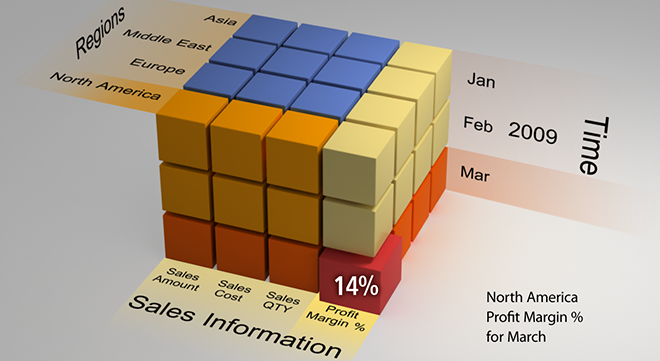 Regions
Asia
Middle East
Europe
North America
Jan
Feb 2009
Mar
Time
14%
Sales
Amount
Sales
Cost
Sales
QTY
Profit
Margin %
Sales Information
North America
Profit Margin %
for March